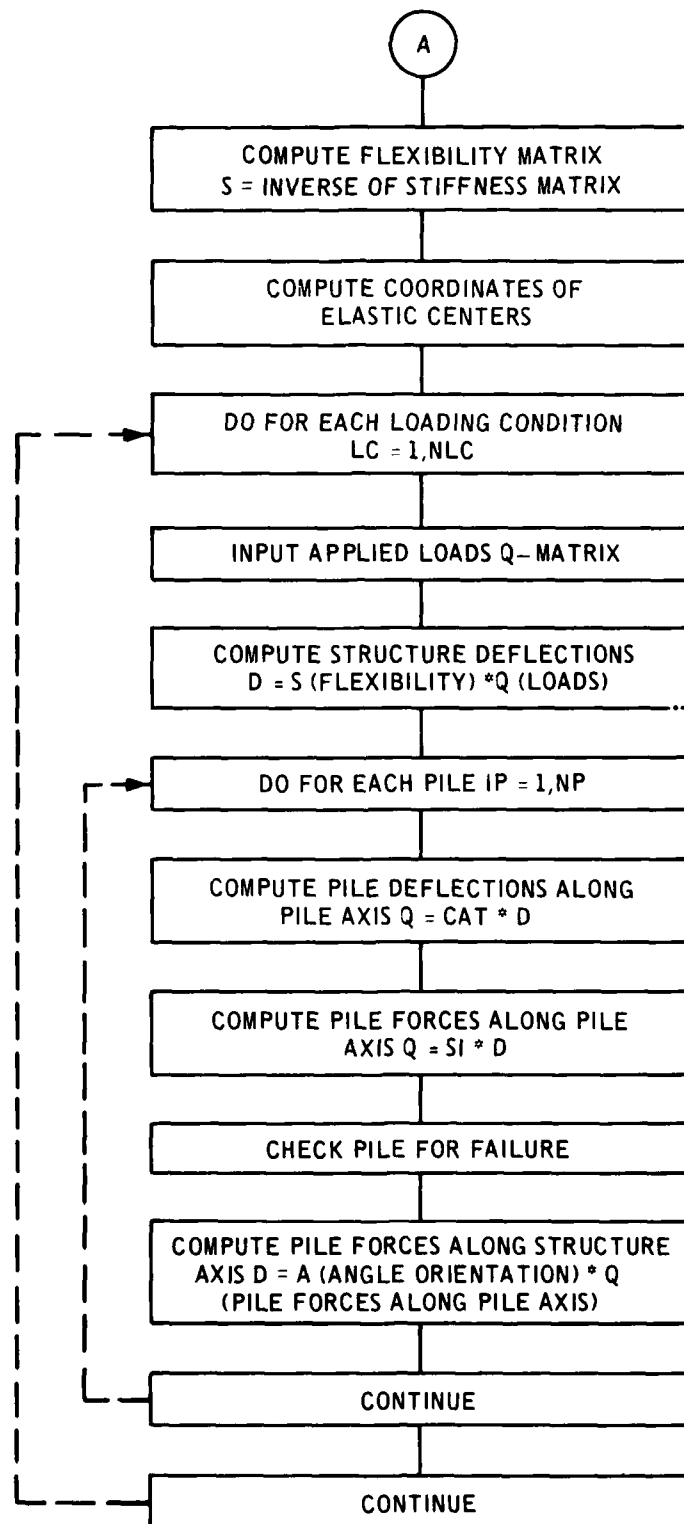 A
COMPUTE FLEXIBILITY MATRIX
S = INVERSE OF STIFFNESS MATRIX
COMPUTE COORDINATES OF
ELASTIC CENTERS
DO FOR EACH LOADING CONDITION
LC = 1,NLC
INPUT APPLIED LOADS Q-MATRIX
COMPUTE STRUCTURE DEFLECTIONS
D = S (FLEXIBILITY) *Q (LOADS)
DO FOR EACH PILE IP = 1,NP
COMPUTE PILE DEFLECTIONS ALONG
PILE AXIS Q = CAT * D
COMPUTE PILE FORCES ALONG PILE
AXIS Q = SI * D
CHECK PILE FOR FAILURE
COMPUTE PILE FORCES ALONG STRUCTURE
AXIS D = A (ANGLE ORIENTATION) * Q
(PILE FORCES ALONG PILE AXIS)
CONTINUE
CONTINUE